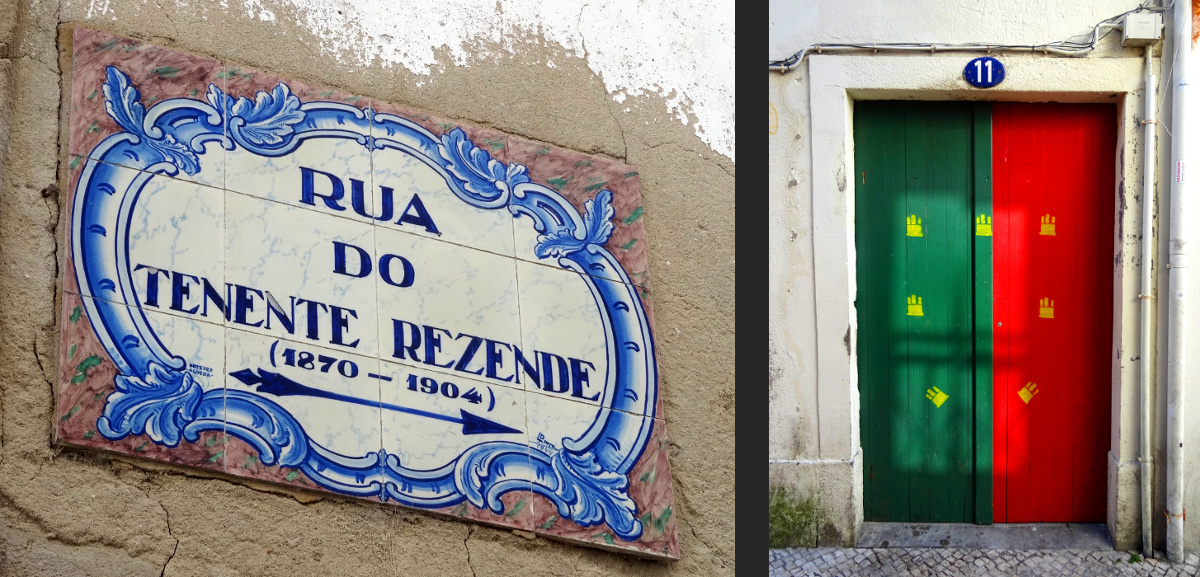 RUA
DO
TENENTE REZENDE
(1870 – 1904)
11